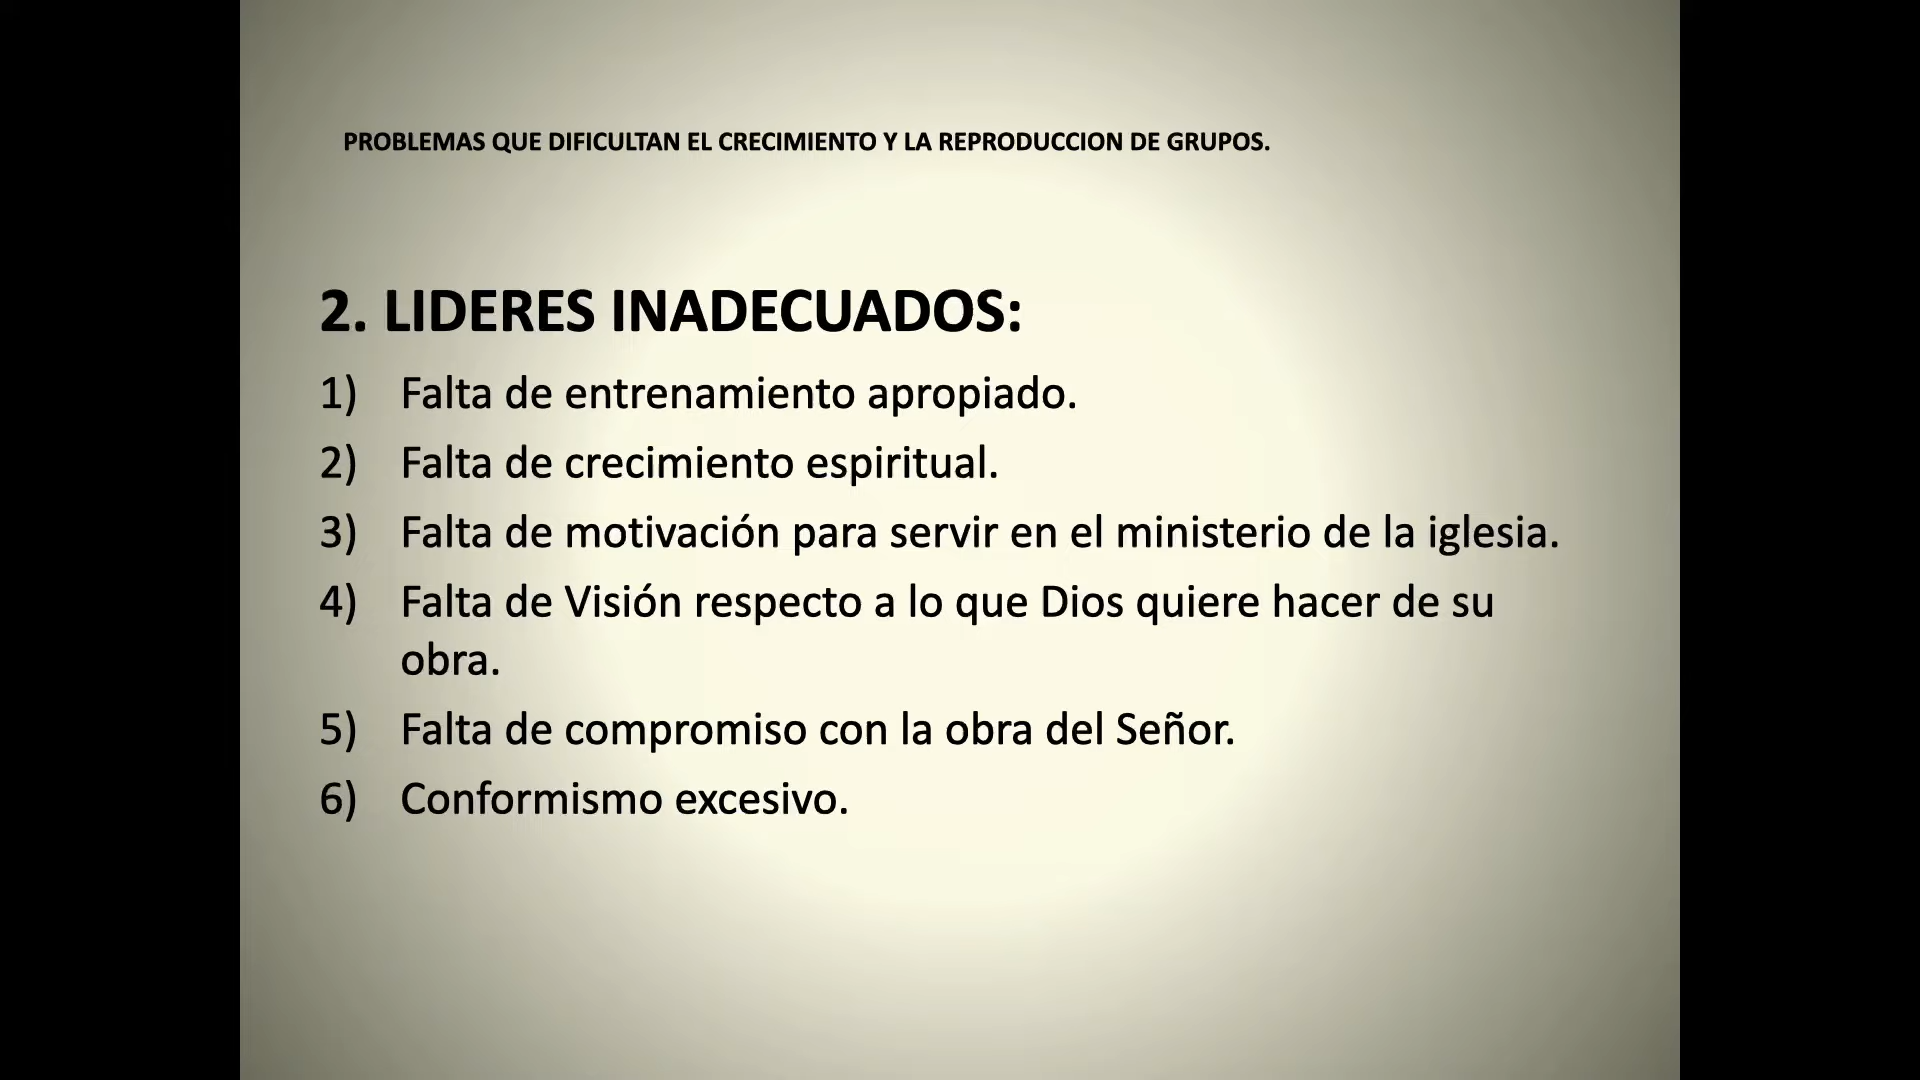 PROBLEMAS QUE DIFICULTAN EL CRECIMIENTO Y LA REPRODUCCION DE GRUPOS.
2. LIDERES INADECUADOS:
1) Falta de entrenamiento apropiado.
2) Falta de crecimiento espiritual.
3) Falta de motivación para servir en el ministerio de la iglesia.
4) Falta de Visión respecto a lo que Dios quiere hacer de su
obra.
5) Falta de compromiso con la obra del Señor.
6) Conformismo excesivo.